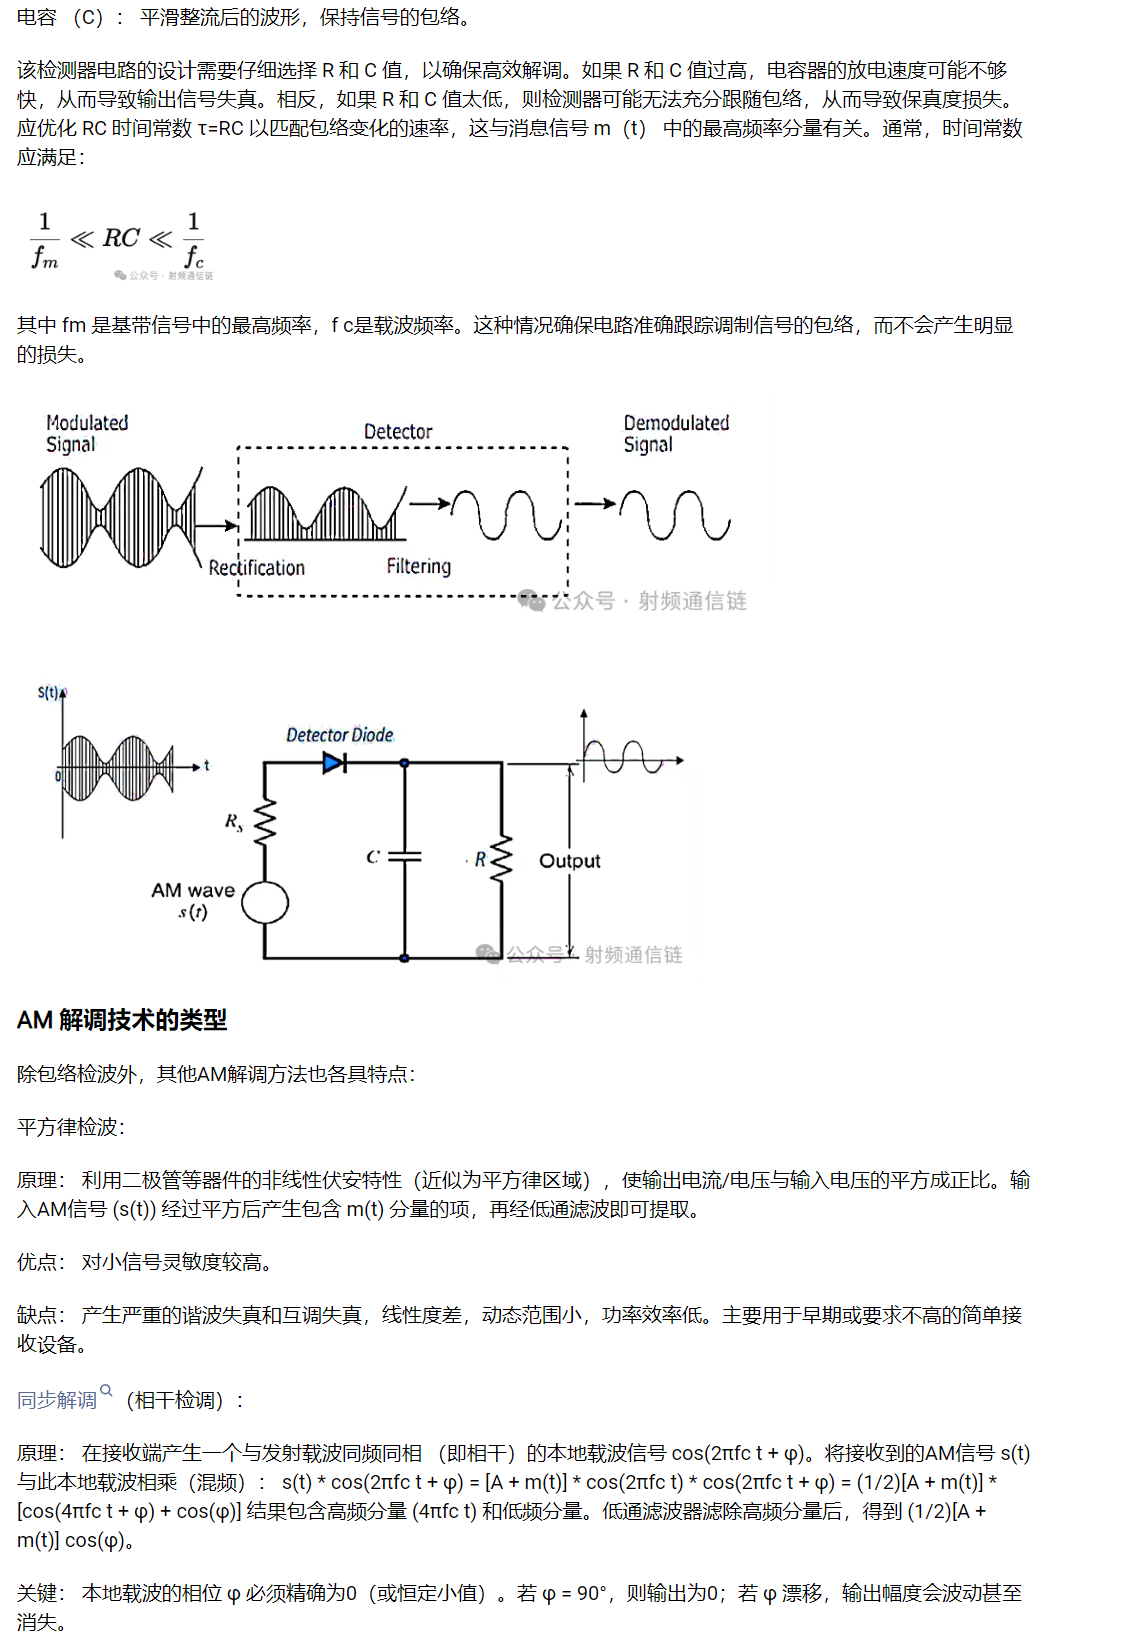 电容 （C）： 平滑整流后的波形，保持信号的包络。
该检测器电路的设计需要仔细选择 R 和 C 值，以确保高效解调。如果 R 和 C 值过高，电容器的放电速度可能不够
快，从而导致输出信号失真。相反，如果 R 和 C 值太低，则检测器可能无法充分跟随包络，从而导致保真度损失。
应优化 RC 时间常数 τ=RC 以匹配包络变化的速率，这与消息信号 m（t） 中的最高频率分量有关。通常，时间常数
应满足：
1/fm ≪ RC ≪ 1/fc
公众号 · 射频通信链
其中 fm 是基带信号中的最高频率，f c是载波频率。这种情况确保电路准确跟踪调制信号的包络，而不会产生明显
的损失。
Modulated
Signal
Detector
Demodulated
Signal
Rectification
Filtering
公众号 · 射频通信链
S(t)
0
t
Detector Diode
Rs
C
R
Output
AM wave
s(t)
公众号 · 射频通信链
AM 解调技术的类型
除包络检波外，其他AM解调方法也各具特点：
平方律检波：
原理： 利用二极管等器件的非线性伏安特性（近似为平方律区域），使输出电流/电压与输入电压的平方成正比。输
入AM信号 (s(t)) 经过平方后产生包含 m(t) 分量的项，再经低通滤波即可提取。
优点： 对小信号灵敏度较高。
缺点： 产生严重的谐波失真和互调失真，线性度差，动态范围小，功率效率低。主要用于早期或要求不高的简单接
收设备。
同步解调（相干检调）：
原理： 在接收端产生一个与发射载波同频同相 （即相干）的本地载波信号 cos(2πfc t + φ)。将接收到的AM信号 s(t)
与此本地载波相乘（混频）： s(t) * cos(2πfc t + φ) = [A + m(t)] * cos(2πfc t) * cos(2πfc t + φ) = (1/2)[A + m(t)] *
[cos(4πfc t + φ) + cos(φ)] 结果包含高频分量 (4πfc t) 和低频分量。低通滤波器滤除高频分量后，得到 (1/2)[A +
m(t)] cos(φ)。
关键： 本地载波的相位 φ 必须精确为0（或恒定小值）。若 φ = 90°，则输出为0；若 φ 漂移，输出幅度会波动甚至
消失。